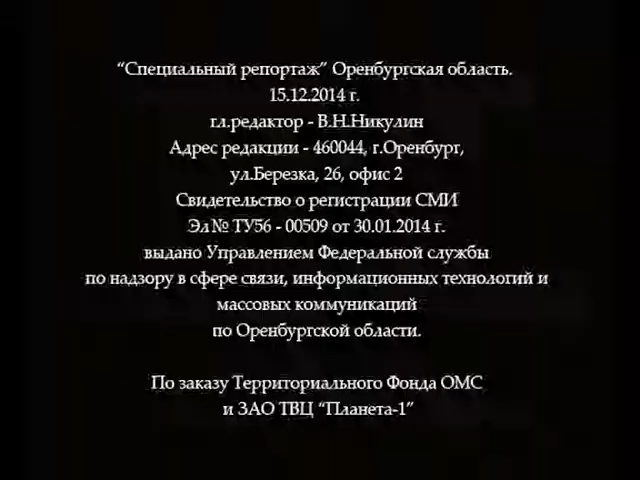 “Специальный репортаж” Оренбургская область.
15.12.2014 г.
гл.редактор - В.Н.Никулин
Адрес редакции - 460044, г.Оренбург,
ул.Березка, 26, офис 2
Свидетельство о регистрации СМИ
Эл № ТУ56 - 00509 от 30.01.2014 г.
выдано Управлением Федеральной службы
по надзору в сфере связи, информационных технологий и
массовых коммуникаций
по Оренбургской области.
По заказу Территориального Фонда ОМС
и ЗАО ТВЦ “Планета-1”